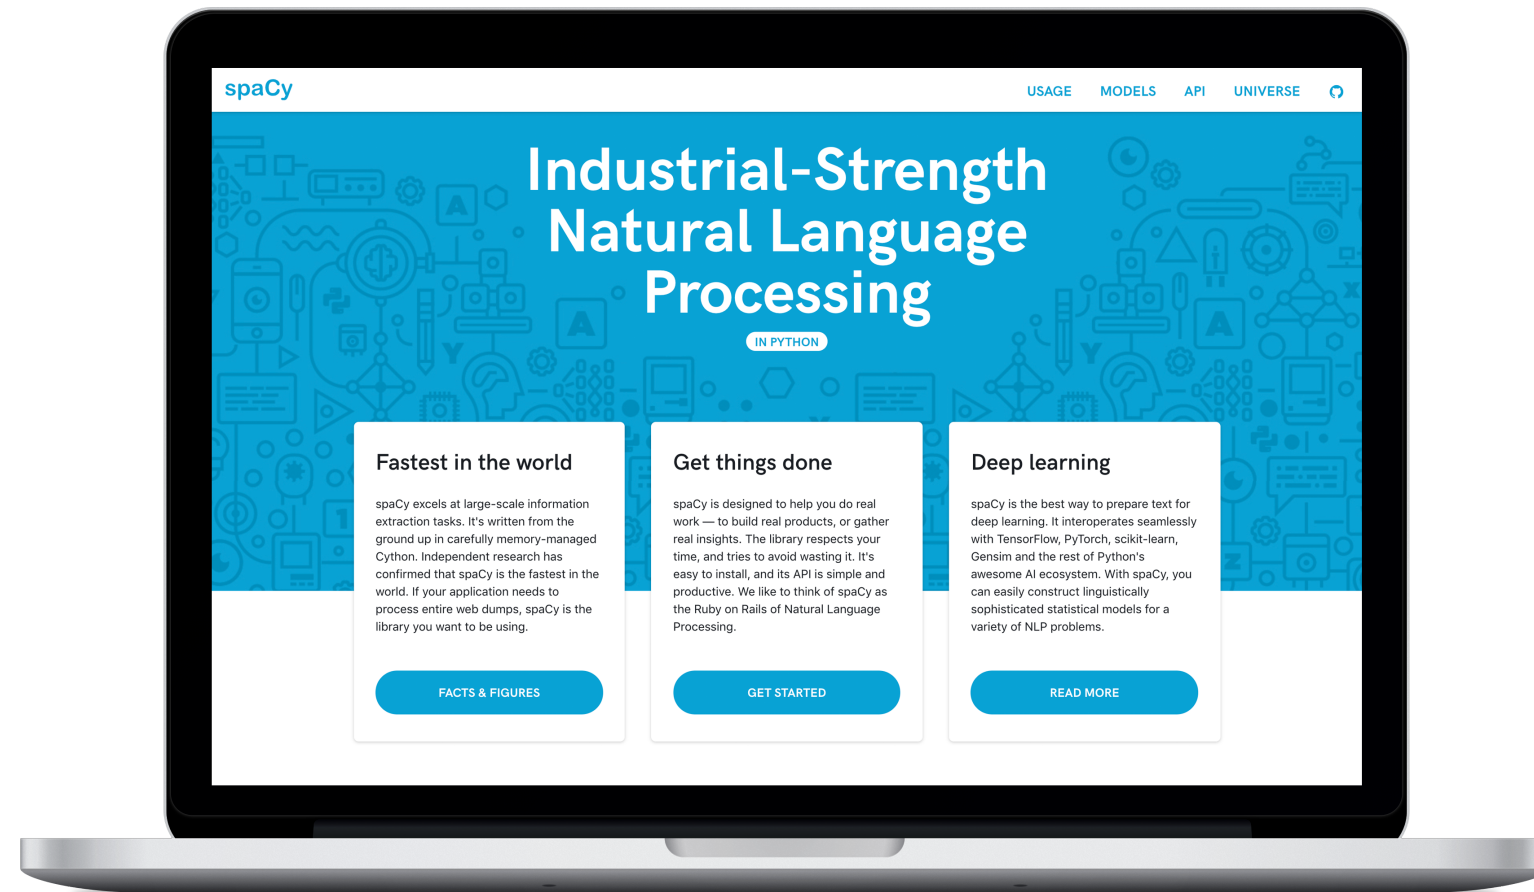 spaCy
USAGE MODELS API UNIVERSE
Industrial-Strength
Natural Language
Processing
IN PYTHON
A
A
A
Y
Y
X
1
Z
Fastest in the world
spaCy excels at large-scale information
extraction tasks. It's written from the
ground up in carefully memory-managed
Cython. Independent research has
confirmed that spaCy is the fastest in the
world. If your application needs to
process entire web dumps, spaCy is the
library you want to be using.
FACTS & FIGURES
Get things done
spaCy is designed to help you do real
work — to build real products, or gather
real insights. The library respects your
time, and tries to avoid wasting it. It's
easy to install, and its API is simple and
productive. We like to think of spaCy as
the Ruby on Rails of Natural Language
Processing.
GET STARTED
Deep learning
spaCy is the best way to prepare text for
deep learning. It interoperates seamlessly
with TensorFlow, PyTorch, scikit-learn,
Gensim and the rest of Python's
awesome AI ecosystem. With spaCy, you
can easily construct linguistically
sophisticated statistical models for a
variety of NLP problems.
READ MORE